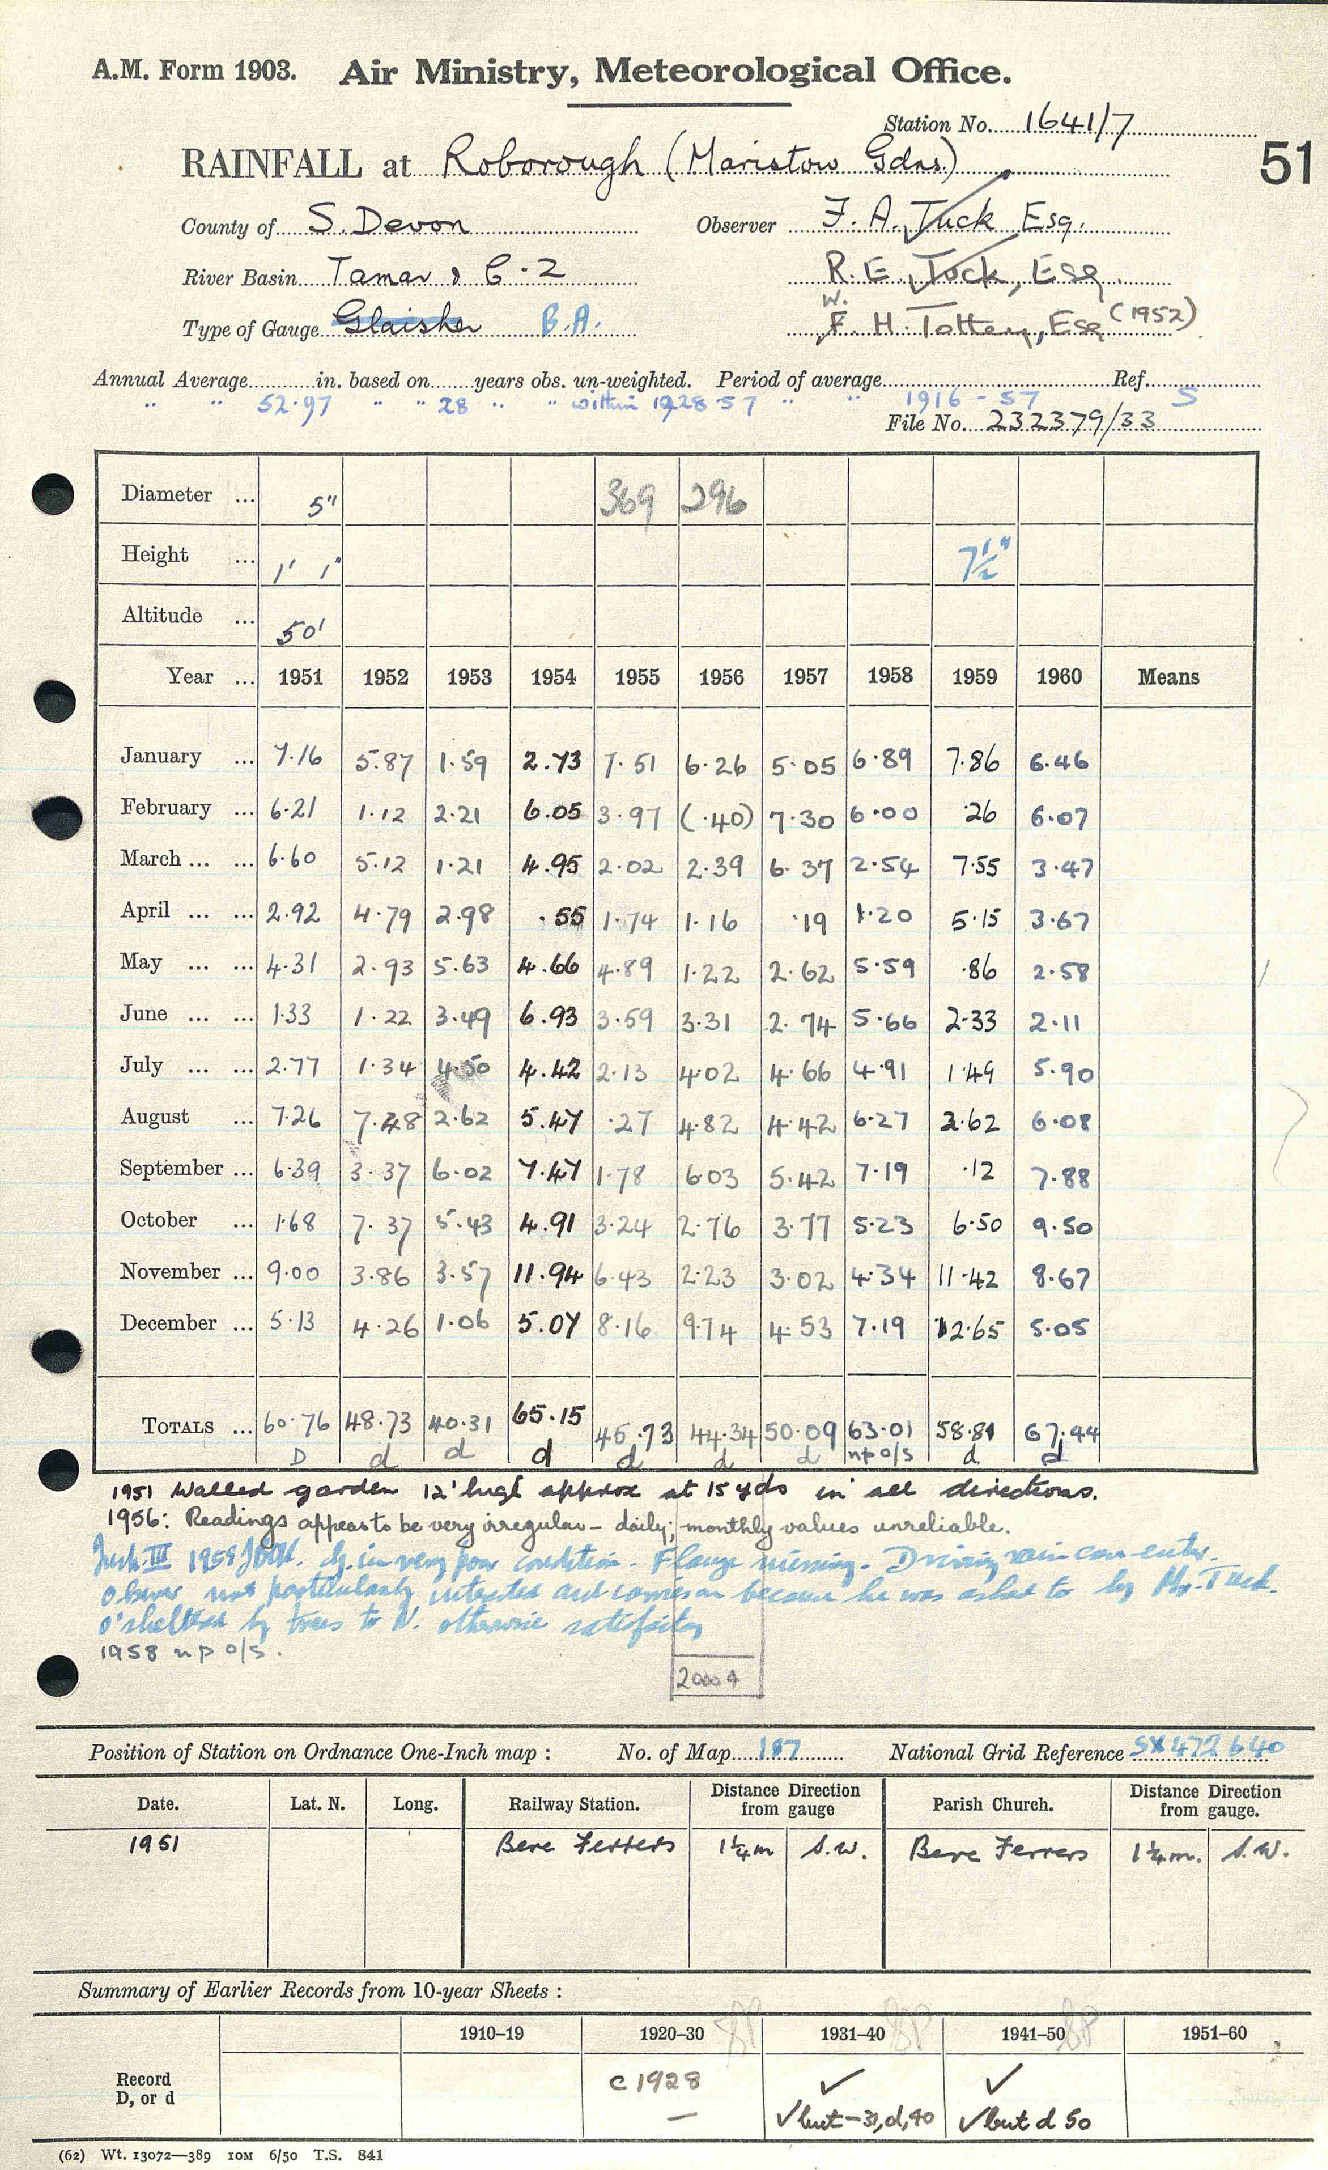 A.M. Form 1903. Air Ministry, Meteorological Office.
Station No. 1641/7
RAINFALL at Roborough (Maristow Gdns.)
51
County of S. Devon Observer F. A. Tuck Esq.
River Basin Tamar & C-2 R. E. Tuck, Esq
Type of Gauge Glaisher B.A. W. F. H. Esq (1952)
Annual Average in. based on years obs. un-weighted. Period of average Ref.
" " 52.97 " " 28 " " within 1928-57 " " 1916-57 S
File No. 232379/33
Diameter ... 5" 369 296
Height ... 1' 1" 7½"
Altitude ... 50'
Year ... 1951 1952 1953 1954 1955 1956 1957 1958 1959 1960 Means
January ... 7.16 5.87 1.59 2.73 7.51 6.26 5.05 6.89 7.86 6.46
February ... 6.21 1.12 2.21 6.05 3.97 (.40) 7.30 6.00 .26 6.07
March ... ... 6.60 5.12 1.21 4.95 2.02 2.39 6.37 2.54 7.55 3.47
April ... ... 2.92 4.79 2.98 .55 1.74 1.16 .19 1.20 5.15 3.67
May ... ... 4.31 2.93 5.63 4.66 4.89 1.22 2.62 5.59 .86 2.58
June ... ... 1.33 1.22 3.49 6.93 3.59 3.31 2.74 5.66 2.33 2.11
July ... ... 2.77 1.34 4.50 4.42 2.13 4.02 4.66 4.91 1.49 5.90
August ... 7.26 7.48 2.62 5.47 .27 4.82 4.42 6.27 2.62 6.08
September ... 6.39 3.37 6.02 7.47 1.78 6.03 5.42 7.19 .12 7.88
October ... 1.68 7.37 5.43 4.91 3.24 2.76 3.77 5.23 6.50 9.50
November ... 9.00 3.86 3.57 11.94 6.43 2.23 3.02 4.34 11.42 8.67
December ... 5.13 4.26 1.06 5.07 8.16 9.74 4.53 7.19 12.65 5.05
TOTALS ... 60.76 48.73 40.31 65.15 45.73 44.34 50.09 63.01 58.81 67.44
D d d d d d d np o/s d d
1951 Walled garden 12' high approx at 15 yds in all directions.
1956: Readings appear to be very irregular – daily; monthly values unreliable.
1958 in very poor condition. Flange missing. Driving rain can enter.
Observer not particularly interested and carries on because he was asked to by Mr. Tuck.
O'sheltered by trees to N. otherwise satisfactory
1958 np o/s.
2000 9
Position of Station on Ordnance One-Inch map : No. of Map 187 National Grid Reference SX 472 640
Date. Lat. N. Long. Railway Station. Distance Direction from gauge Parish Church. Distance Direction from gauge.
1951 Bere Ferrers 1¼m S.W. Bere Ferrers 1¼m. S.W.
Summary of Earlier Records from 10-year Sheets :
1910–19 1920–30 1931–40 1941–50 1951–60
Record D, or d c 1928 ✓ ✓
— ✓ but – 39, d, 40 ✓ but d 50
(62) Wt. 13072—389 10M 6/50 T.S. 841